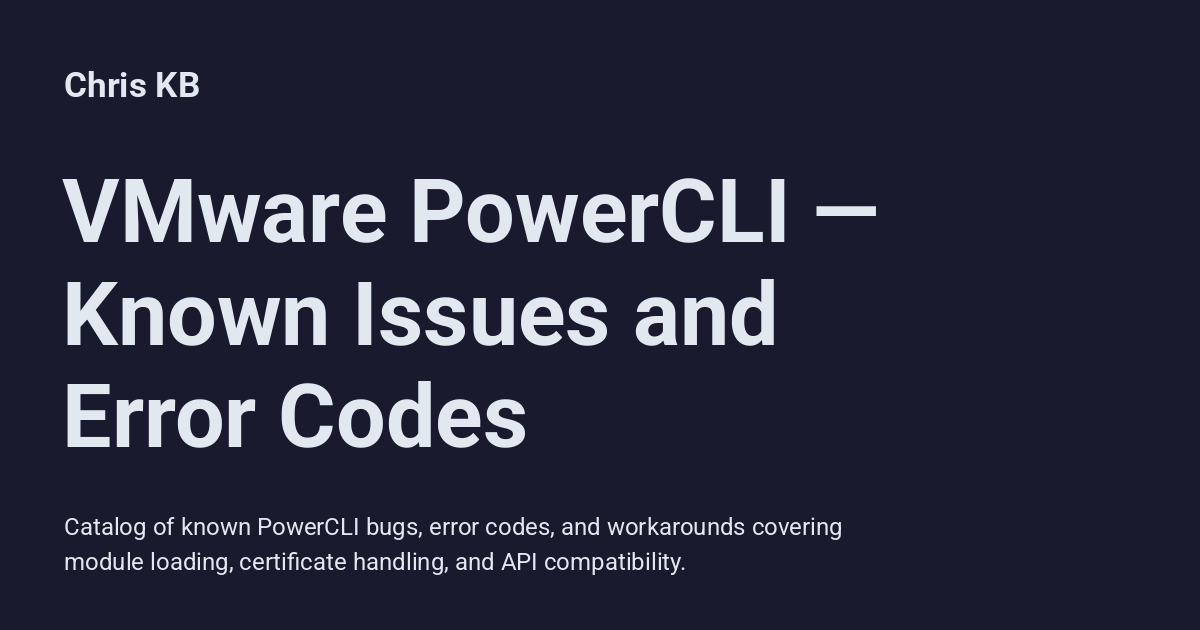 Chris KB
VMware PowerCLI —
Known Issues and
Error Codes
Catalog of known PowerCLI bugs, error codes, and workarounds covering
module loading, certificate handling, and API compatibility.